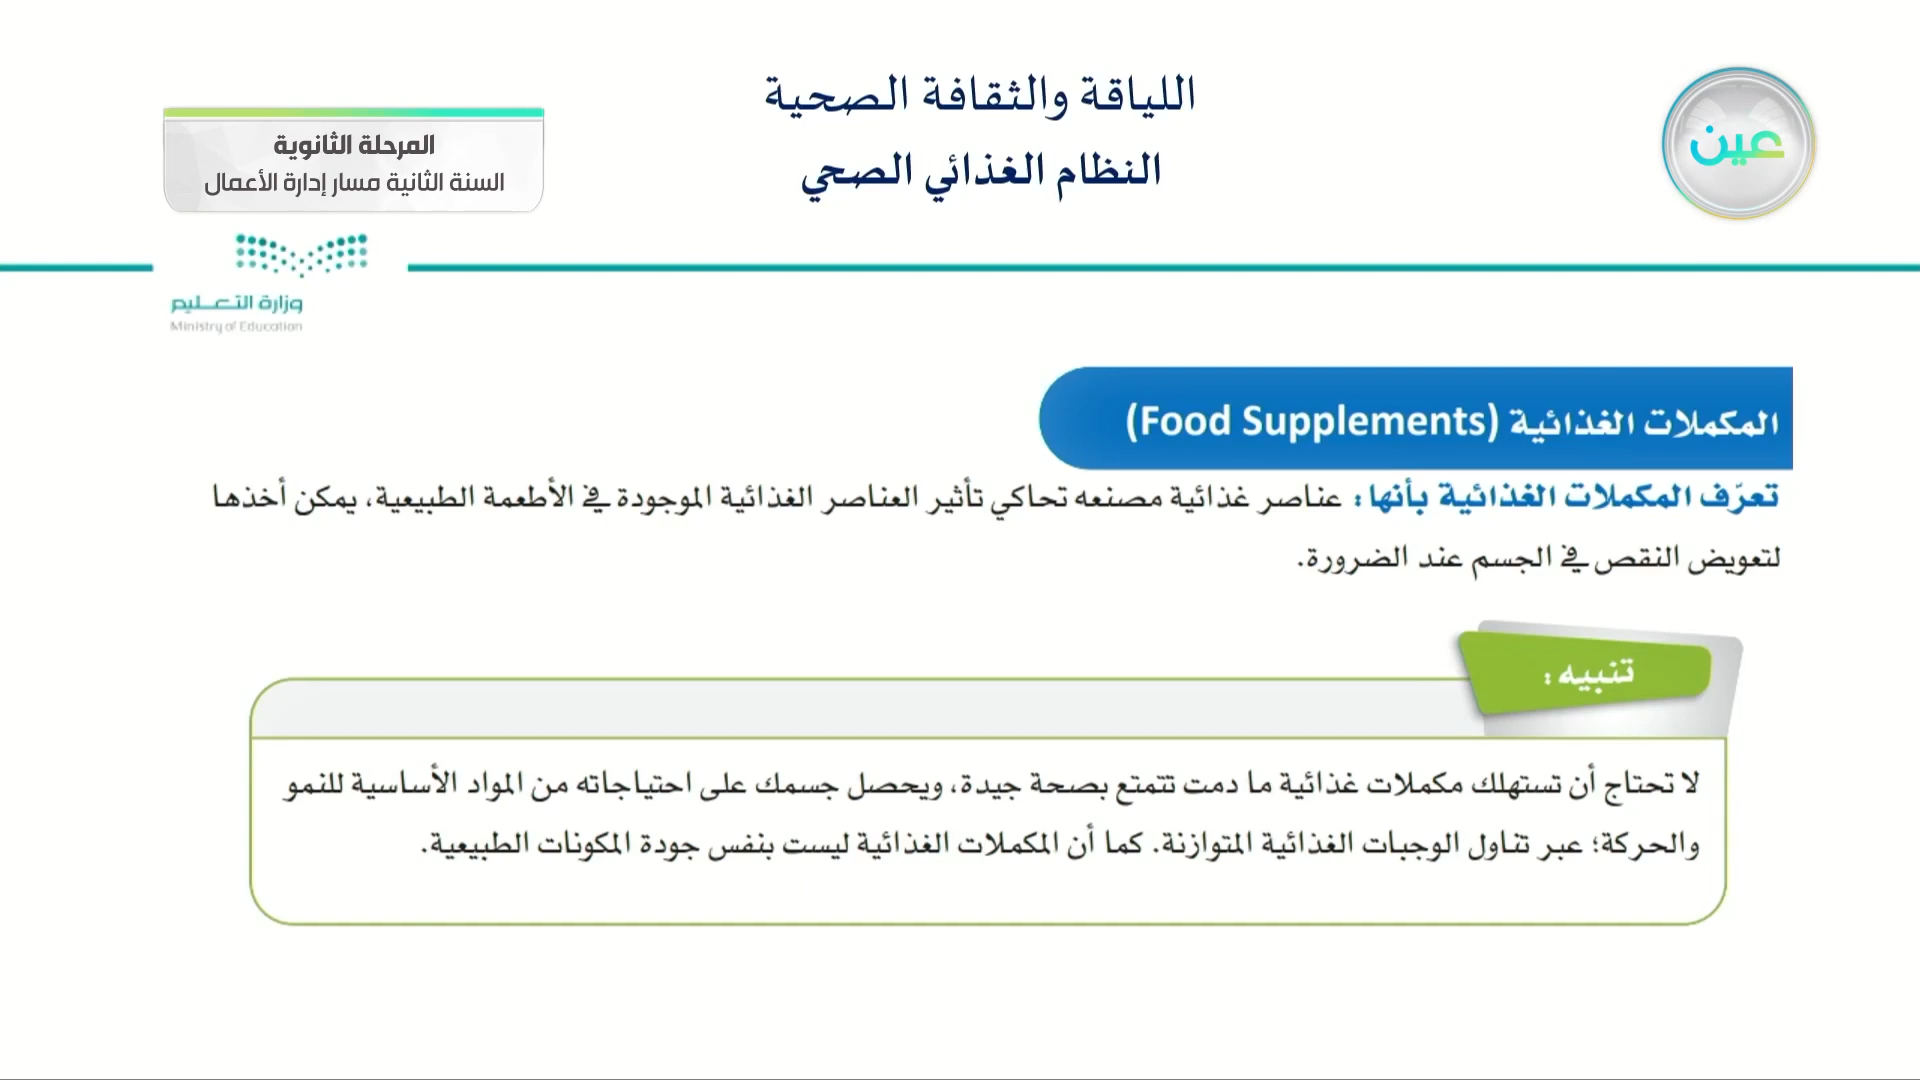 اللياقة والثقافة الصحية
النظام الغذائي الصحي
عين
المرحلة الثانوية
السنة الثانية مسار إدارة الأعمال
وزارة التعليم
Ministry of Education
المكملات الغذائية (Food Supplements)
تعرّف المكملات الغذائية بأنها: عناصر غذائية مصنعه تحاكي تأثير العناصر الغذائية الموجودة في الأطعمة الطبيعية، يمكن أخذها
لتعويض النقص في الجسم عند الضرورة.
تنبيه:
لا تحتاج أن تستهلك مكملات غذائية ما دمت تتمتع بصحة جيدة، ويحصل جسمك على احتياجاته من المواد الأساسية للنمو
والحركة؛ عبر تناول الوجبات الغذائية المتوازنة. كما أن المكملات الغذائية ليست بنفس جودة المكونات الطبيعية.